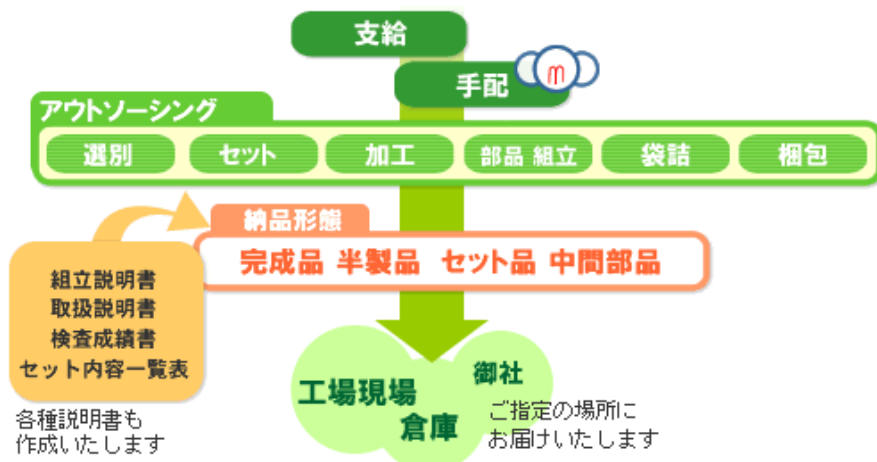 支給
手配
m
アウトソーシング
選別 セット 加工 部品 組立 袋詰 梱包
納品形態
完成品 半製品 セット品 中間部品
組立説明書
取扱説明書
検査成績書
セット内容一覧表
各種説明書も
作成いたします
工場現場
倉庫
御社
ご指定の場所に
お届けいたします